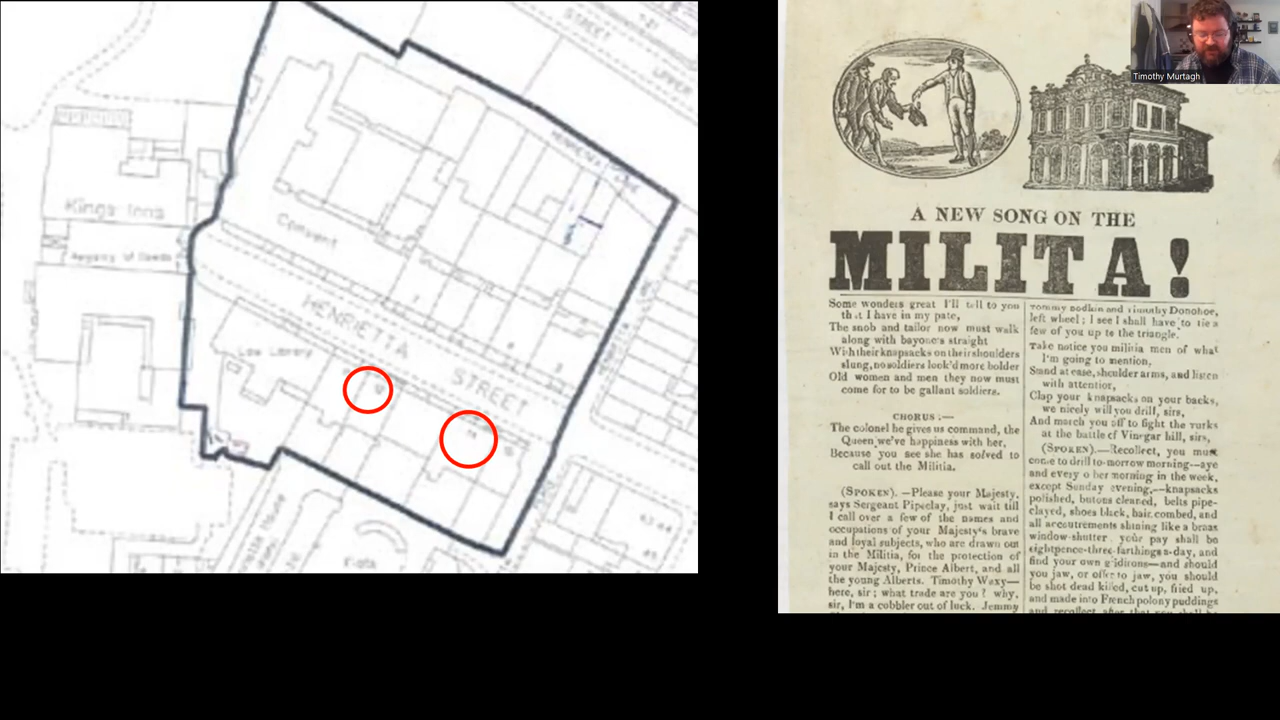 STREET
UPPER
HENRIETTA
Kings Inns
Registry of Deeds
Convent
HENRIETTA
STREET
Law Library
7
3
43 44
Flats
Timothy Murtagh
A NEW SONG ON THE
MILITA!
Some wonders great I'll tell to you
that I have in my pate,
The snob and tailor now must walk
along with bayonets straight
With their knapsacks on their shoulders
slung, no soldiers look'd more bolder
Old women and men they now must
come for to be gallant soldiers.
CHORUS:—
The colonel he gives us command, the
Queen we've happiness with her,
Because you see she has solved to
call out the Militia.
(SPOKEN).—Please your Majesty,
says Sergeant Pipeclay, just wait till
I call over a few of the names and
occupations of your Majesty's brave
and loyal subjects, who are drawn out
in the Militia, for the protection of
your Majesty, Prince Albert, and all
the young Alberts. Timothy Waxy—
here, sir; what trade are you? why,
sir, I'm a cobbler out of luck. Jemmy
Tommy Bodkin and Timothy Donohoe,
left wheel; I see I shall have to tie a
few of you up to the triangle.
Take notice you militia men of what
I'm going to mention,
Stand at ease, shoulder arms, and listen
with attention,
Clap your knapsacks on your backs,
we nicely will you drill, sirs,
And march you off to fight the turks
at the battle of Vinegar hill, sirs,
(SPOKEN).—Recollect, you must
come to drill to-morrow morning—aye
and every other morning in the week,
except Sunday evening,—knapsacks
polished, butons cleaned, belts pipe-
clayed, shoes black, hair combed, and
all accoutrements shining like a brass
window-shutter your pay shall be
eightpence-three-farthings a-day, and
find your own gridirons—and should
you jaw, or offer to jaw, you should
be shot dead killed, cut up, fried up,
and made into French polony puddings
and recollect after that you shall be